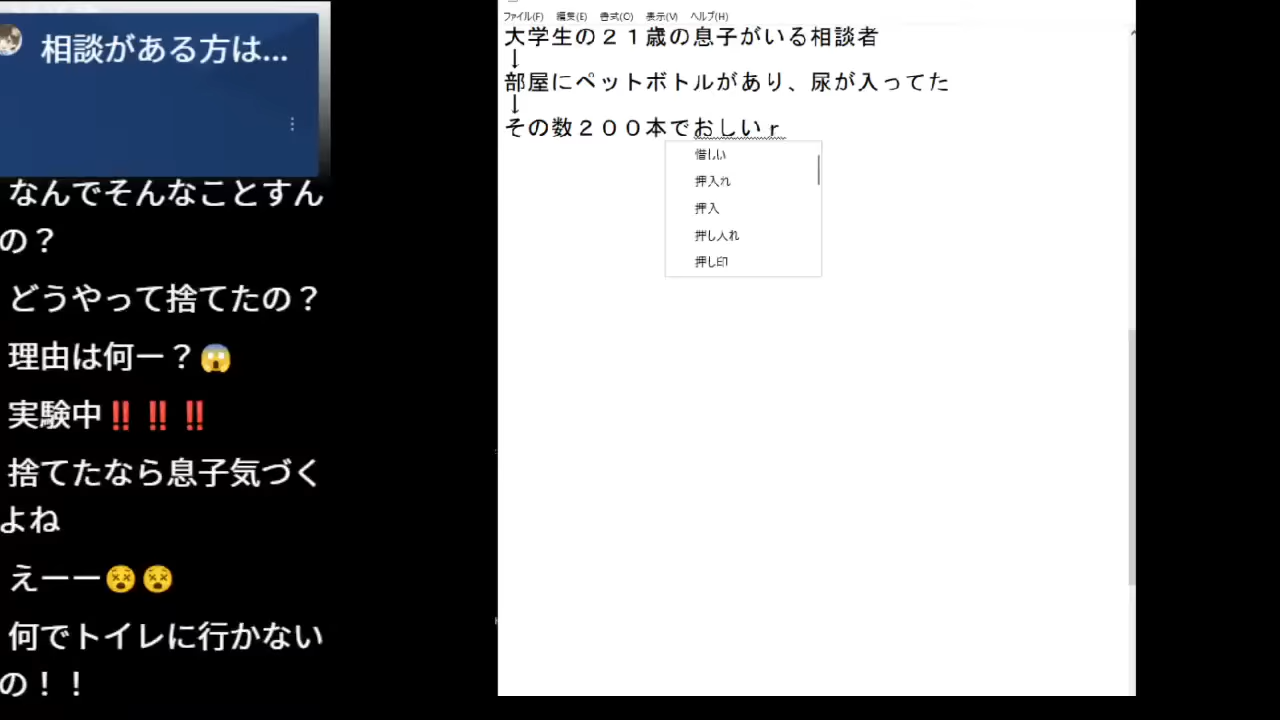 相談がある方は...
なんでそんなことすん
の？
どうやって捨てたの？
理由は何ー？😱
実験中‼️‼️‼️
捨てたなら息子気づく
よね
えーー😵😵
何でトイレに行かない
の！！
ファイル(F) 編集(E) 書式(O) 表示(V) ヘルプ(H)
大学生の２１歳の息子がいる相談者
↓
部屋にペットボトルがあり、尿が入ってた
↓
その数２００本でおしいｒ
惜しい
押入れ
押入
押し入れ
押し印